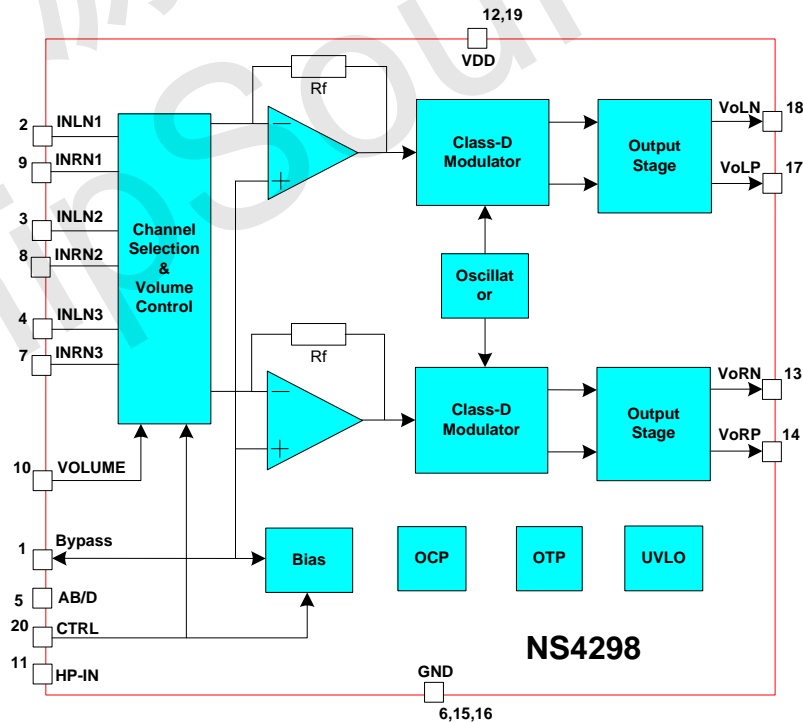 12,19
VDD
Rf
2 INLN1
9 INRN1
3 INLN2
8 INRN2
4 INLN3
7 INRN3
10 VOLUME
1 Bypass
5 AB/D
20 CTRL
11 HP-IN
Channel
Selection
&
Volume
Control
Class-D
Modulator
Output
Stage
VoLN 18
VoLP 17
Oscillat
or
Rf
Class-D
Modulator
Output
Stage
VoRN 13
VoRP 14
Bias
OCP
OTP
UVLO
NS4298
GND
6,15,16